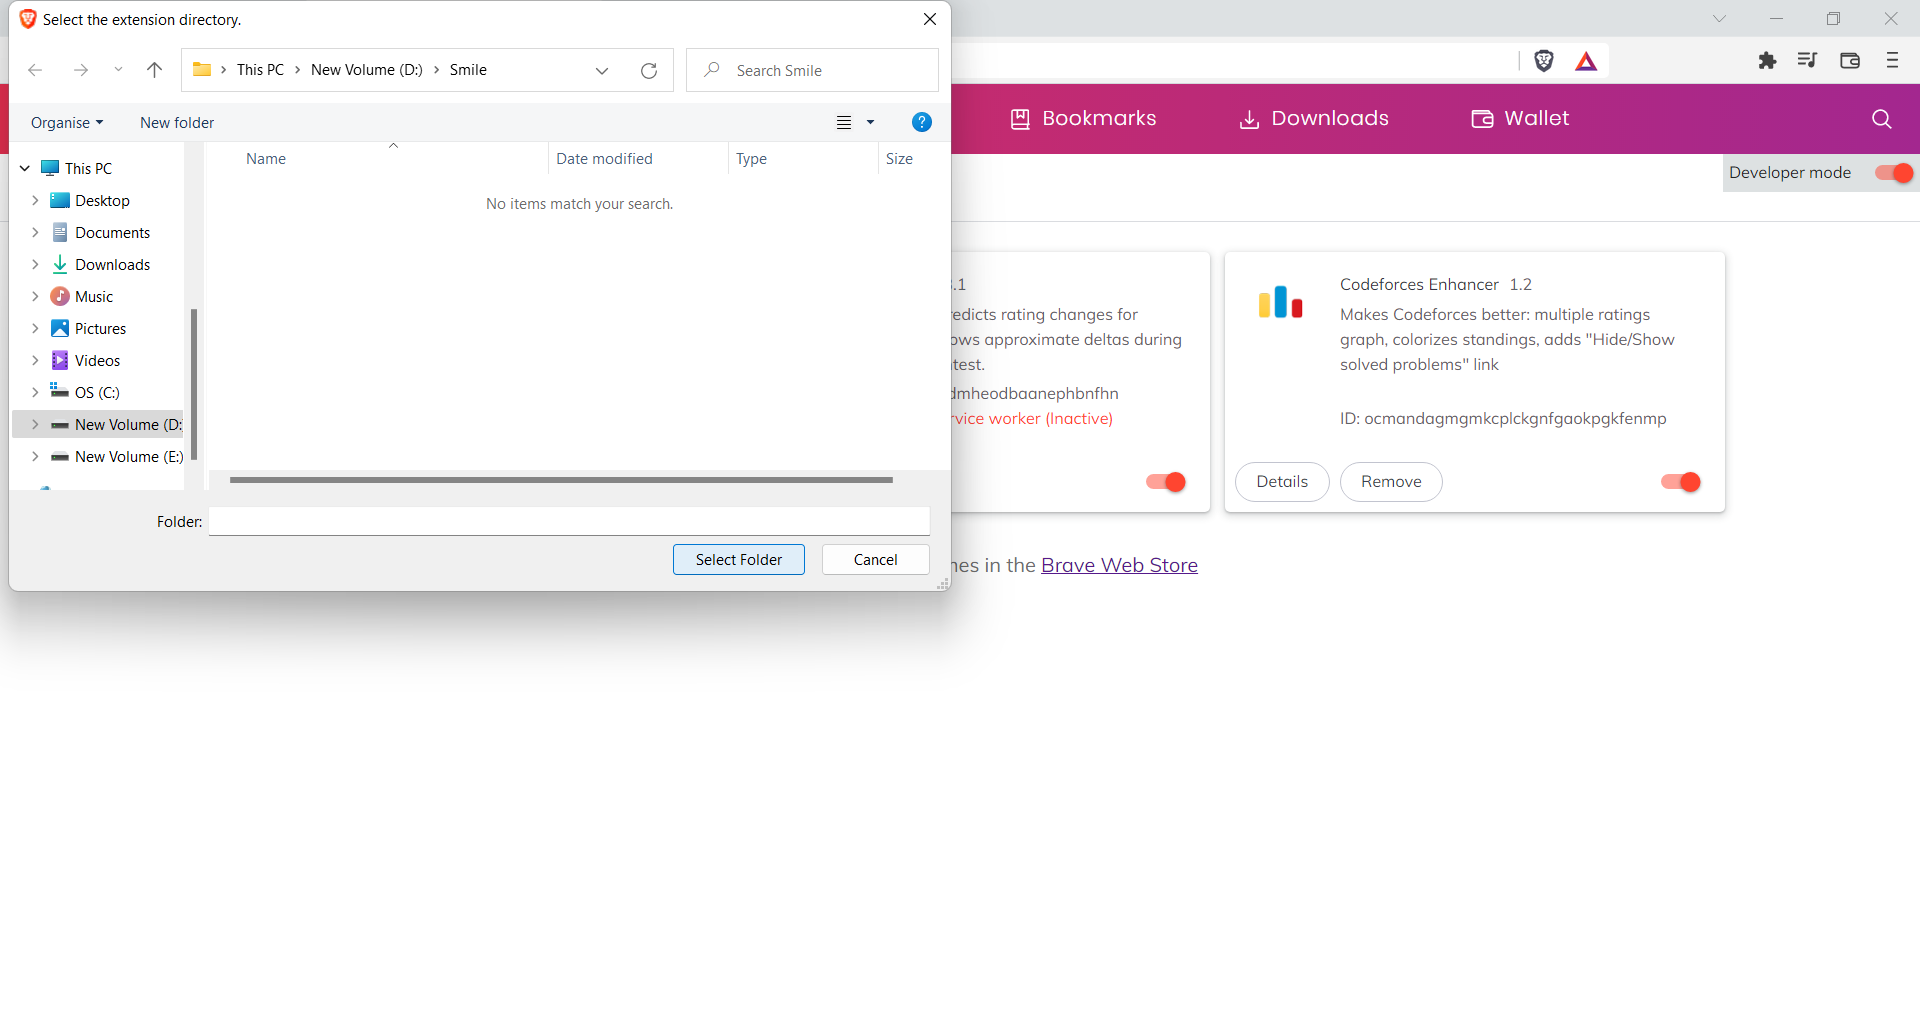 Select the extension directory.
This PC > New Volume (D:) > Smile
Search Smile
Organise
New folder
Name
Date modified
Type
Size
No items match your search.
This PC
Desktop
Documents
Downloads
Music
Pictures
Videos
OS (C:)
New Volume (D:
New Volume (E:)
Folder:
Select Folder
Cancel
Bookmarks
Downloads
Wallet
Developer mode
.1
redicts rating changes for
ows approximate deltas during
test.
dmheodbaanephbnfhn
rvice worker (Inactive)
Codeforces Enhancer 1.2
Makes Codeforces better: multiple ratings
graph, colorizes standings, adds "Hide/Show
solved problems" link
ID: ocmandagmgmkcplckgnfgaokpgkfenmp
Details
Remove
nes in the Brave Web Store